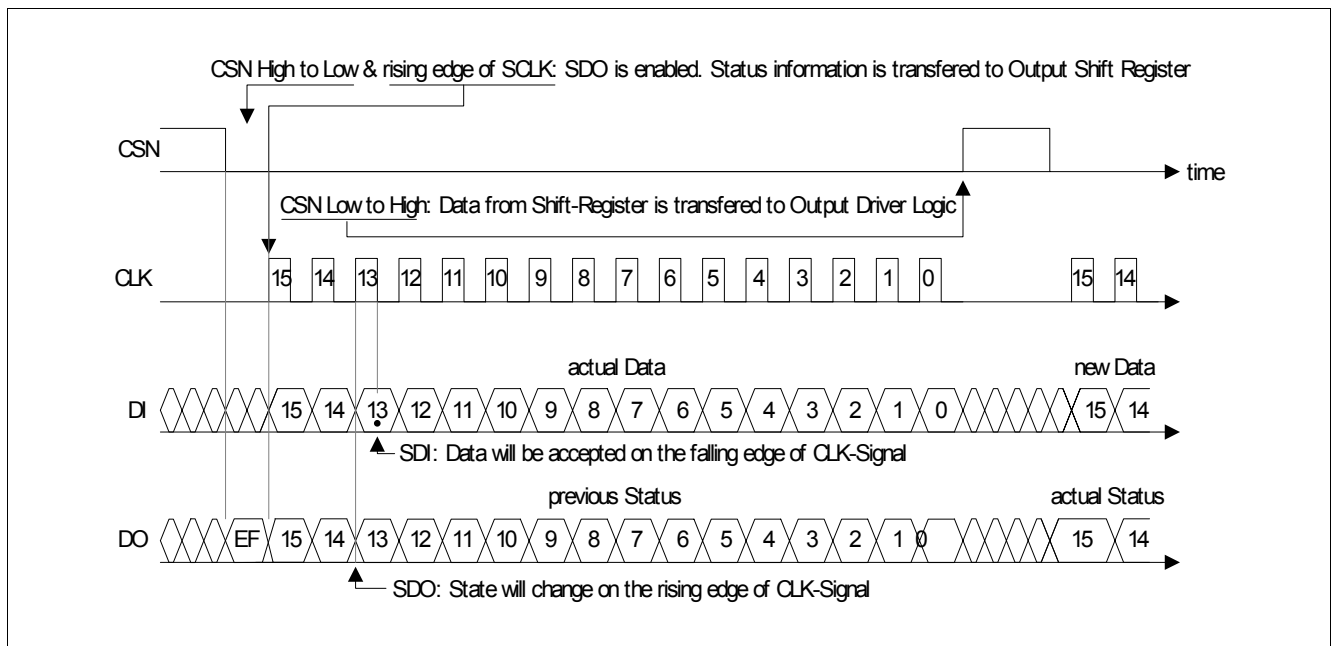 CSN High to Low & rising edge of SCLK: SDO is enabled. Status information is transfered to Output Shift Register
CSN
time
CSN Low to High: Data from Shift-Register is transfered to Output Driver Logic
CLK
15 14 13 12 11 10 9 8 7 6 5 4 3 2 1 0 15 14
actual Data
new Data
DI
15 14 13 12 11 10 9 8 7 6 5 4 3 2 1 0 15 14
SDI: Data will be accepted on the falling edge of CLK-Signal
previous Status
actual Status
DO
EF 15 14 13 12 11 10 9 8 7 6 5 4 3 2 1 0 15 14
SDO: State will change on the rising edge of CLK-Signal